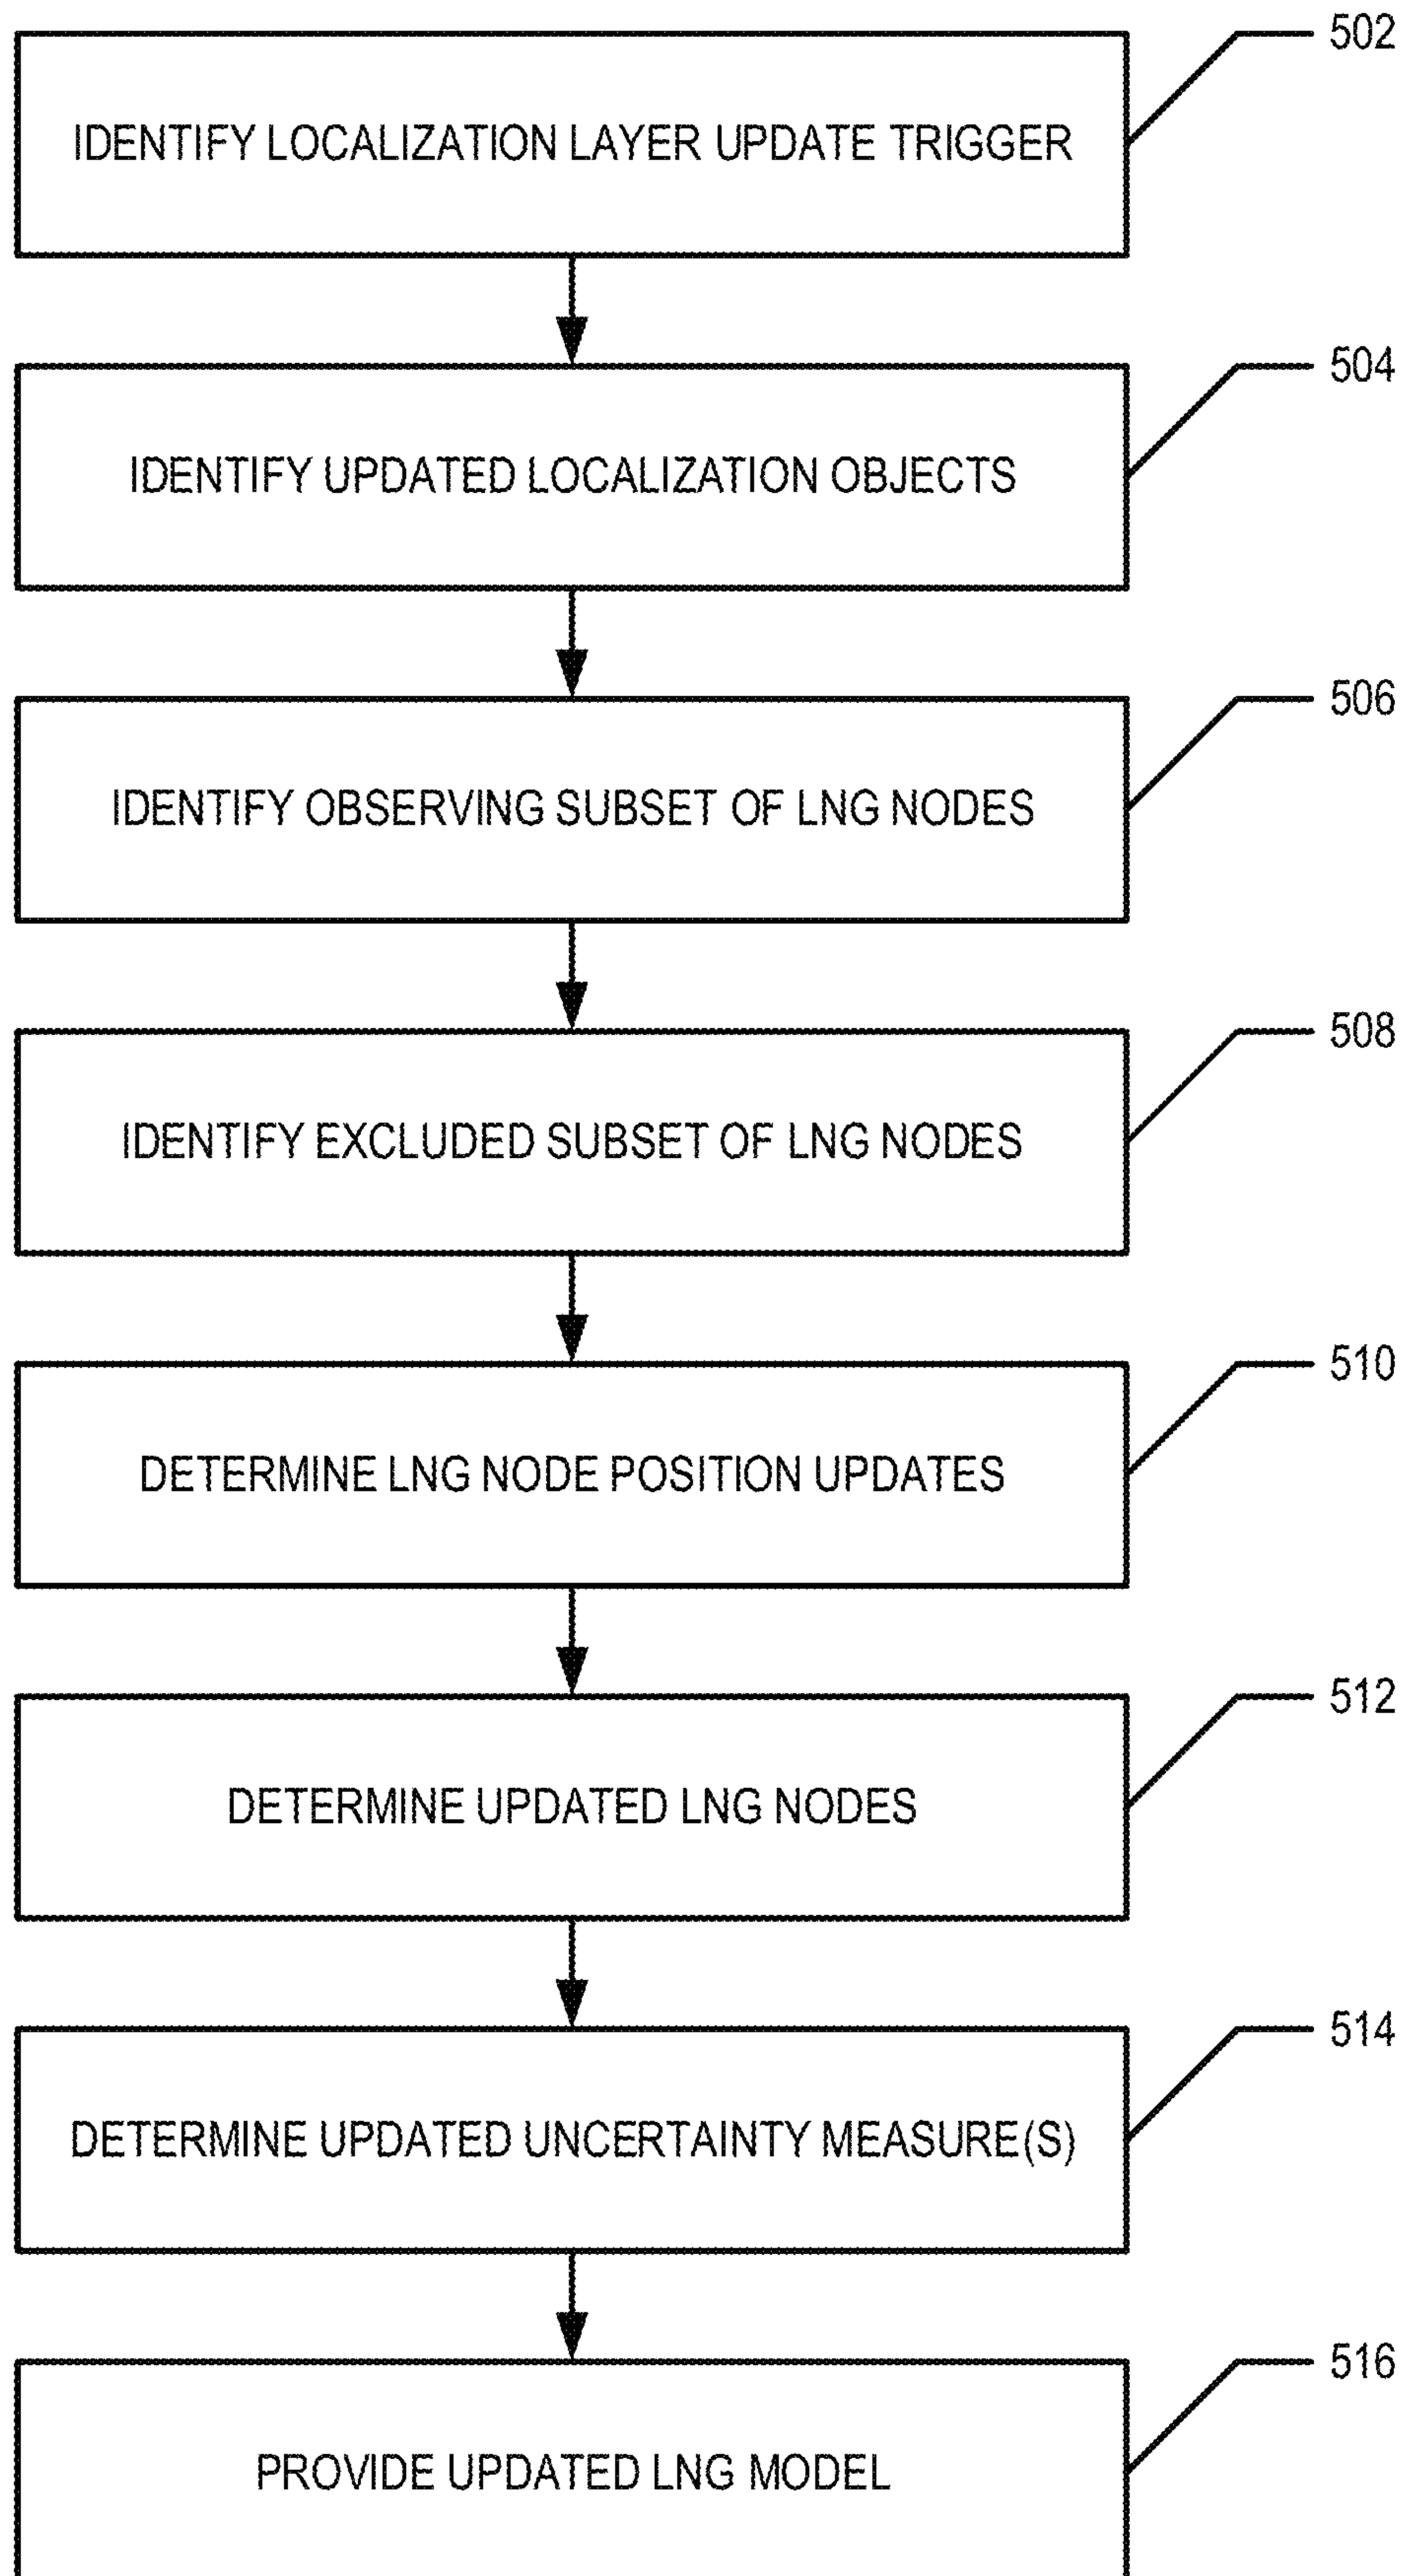 502
IDENTIFY LOCALIZATION LAYER UPDATE TRIGGER
504
IDENTIFY UPDATED LOCALIZATION OBJECTS
506
IDENTIFY OBSERVING SUBSET OF LNG NODES
508
IDENTIFY EXCLUDED SUBSET OF LNG NODES
510
DETERMINE LNG NODE POSITION UPDATES
512
DETERMINE UPDATED LNG NODES
514
DETERMINE UPDATED UNCERTAINTY MEASURE(S)
516
PROVIDE UPDATED LNG MODEL